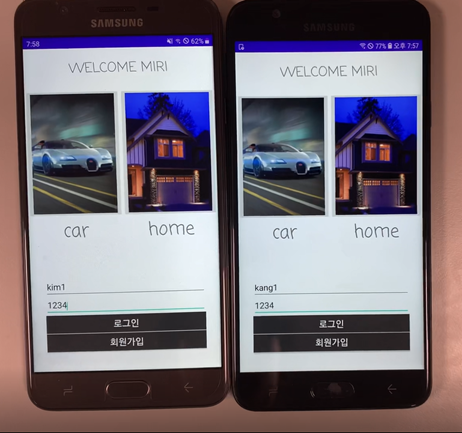 SAMSUNG
7:58
62%
WELCOME MIRI
car
home
kim1
1234
로그인
회원가입
SAMSUNG
77% 오후 7:57
WELCOME MIRI
car
home
kang1
1234
로그인
회원가입